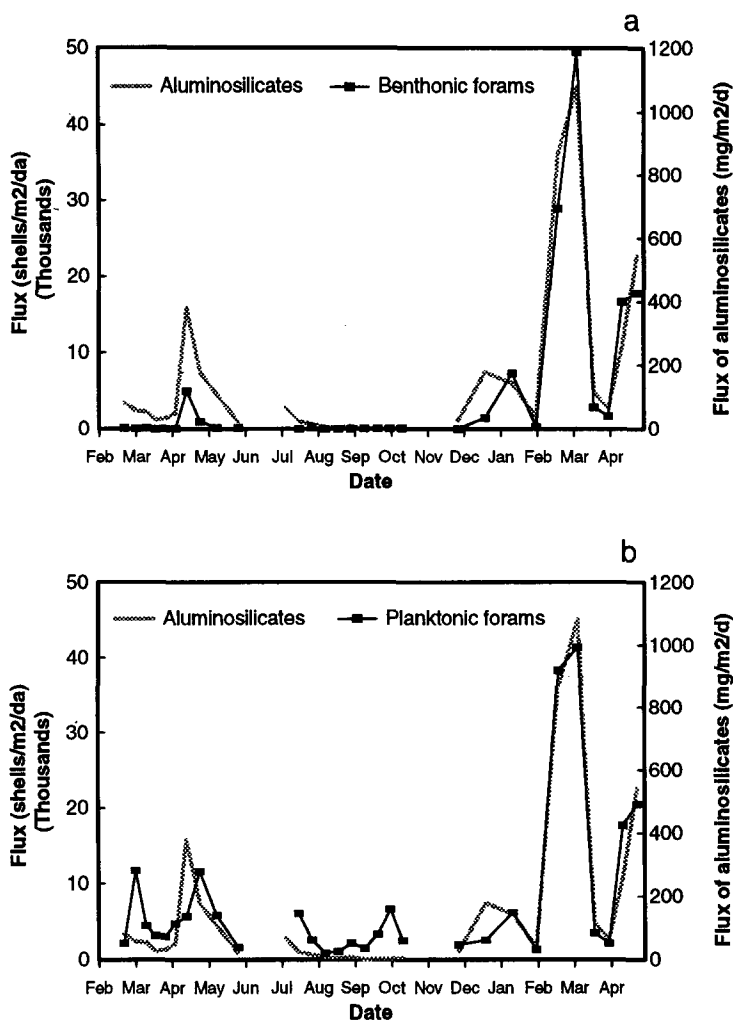 a
50
40
30
20
10
0
1200
1000
800
600
400
200
0
Aluminosilicates
Benthonic forams
Flux (shells/m2/da)
(Thousands)
Flux of aluminosilicates (mg/m2/d)
Feb Mar Apr May Jun Jul Aug Sep Oct Nov Dec Jan Feb Mar Apr
Date
b
50
40
30
20
10
0
1200
1000
800
600
400
200
0
Aluminosilicates
Planktonic forams
Flux (shells/m2/da)
(Thousands)
Flux of aluminosilicates (mg/m2/d)
Feb Mar Apr May Jun Jul Aug Sep Oct Nov Dec Jan Feb Mar Apr
Date